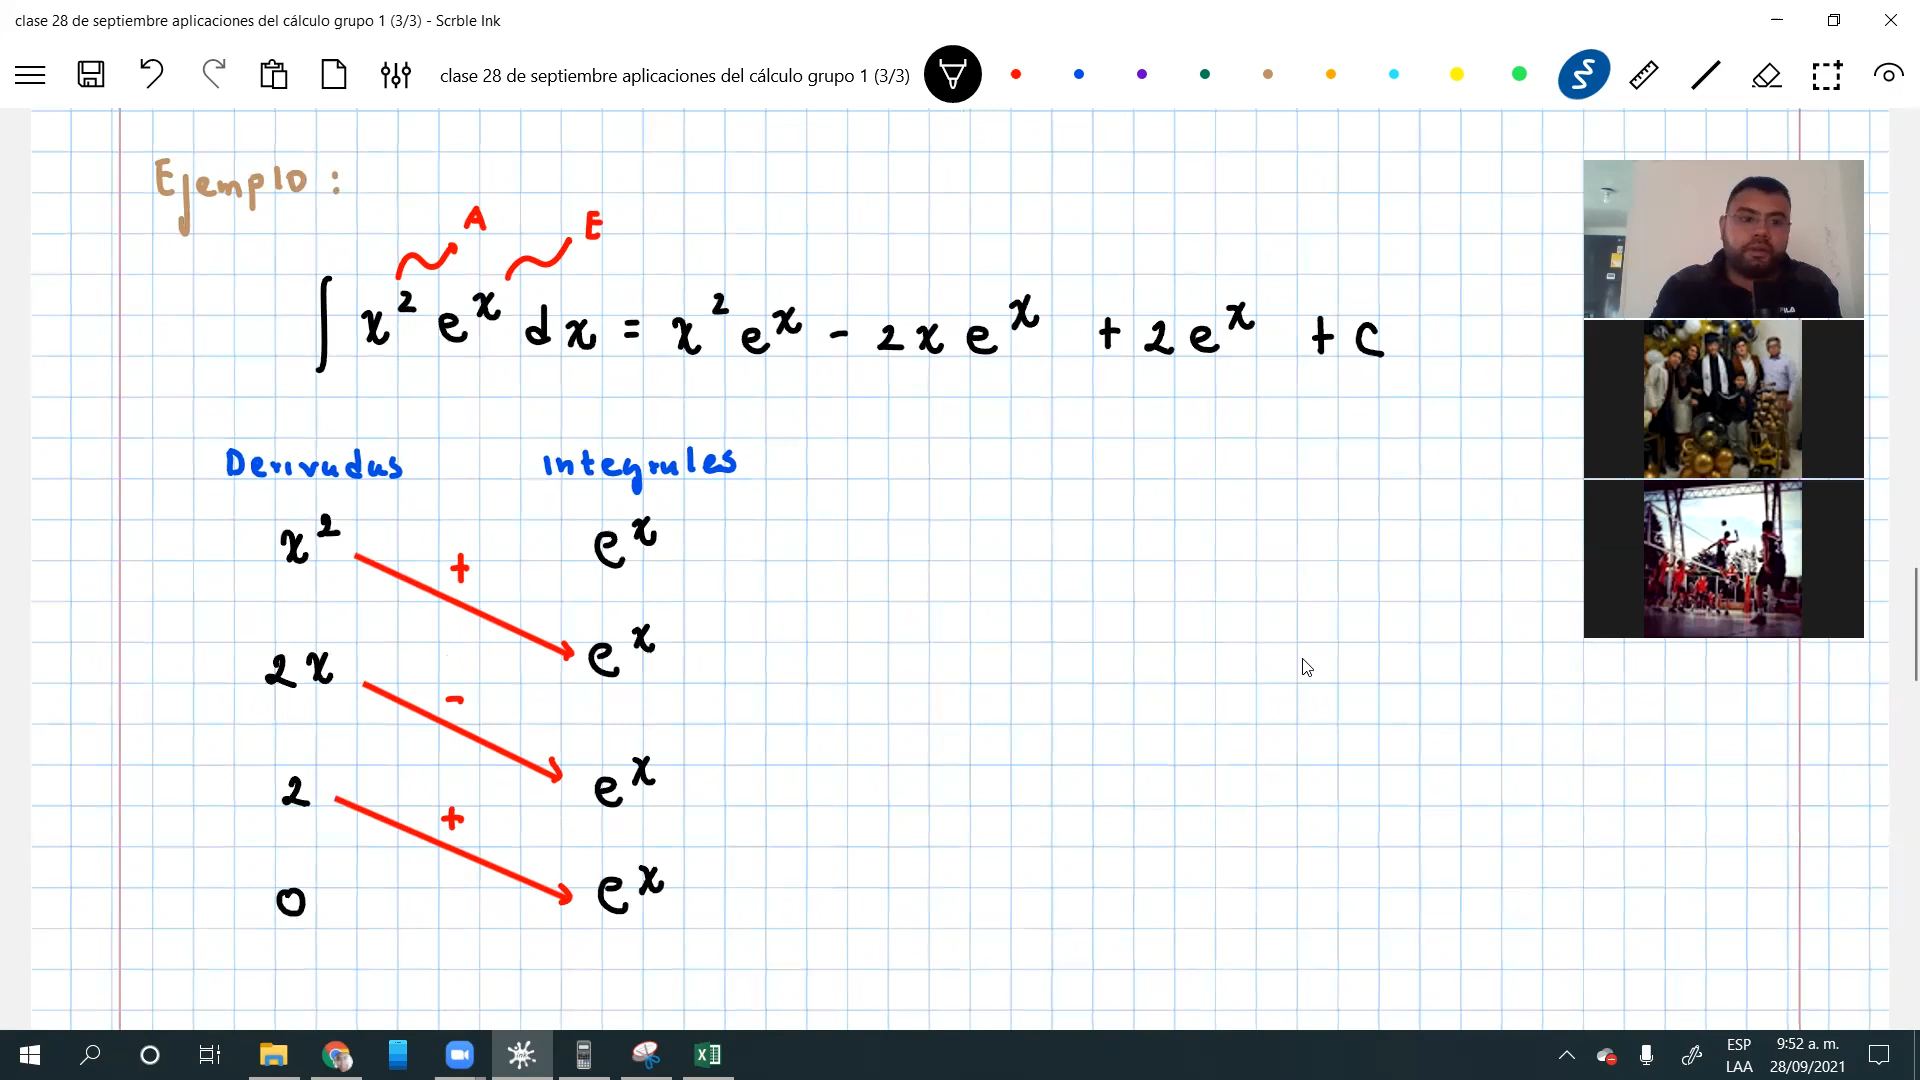 clase 28 de septiembre aplicaciones del cálculo grupo 1 (3/3) - Scrble Ink
clase 28 de septiembre aplicaciones del cálculo grupo 1 (3/3)
Ejemplo :
A E
∫ x² eˣ dx = x² eˣ - 2x eˣ + 2eˣ + C
Derivadas Integrales
x² + eˣ
2x - eˣ
2 + eˣ
0 eˣ
FILA
ESP 9:52 a. m.
LAA 28/09/2021